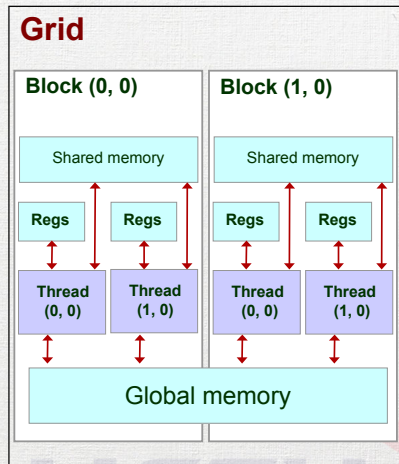 Grid
Block (0, 0)
Block (1, 0)
Shared memory
Shared memory
Regs
Regs
Regs
Regs
Thread
(0, 0)
Thread
(1, 0)
Thread
(0, 0)
Thread
(1, 0)
Global memory